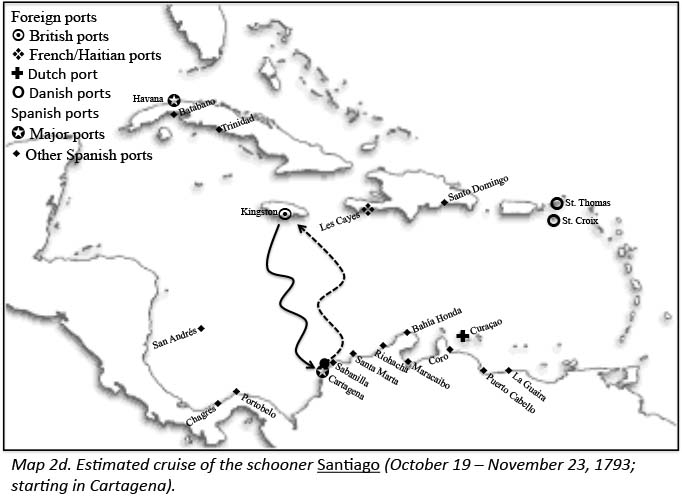 Foreign ports
British ports
French/Haitian ports
Dutch port
Danish ports
Spanish ports
Major ports
Other Spanish ports
Havana
Batabano
Trinidad
Kingston
Les Cayes
Santo Domingo
St. Thomas
St. Croix
San Andrés
Chagres
Portobelo
Cartagena
Sabanilla
Santa Marta
Riohacha
Bahía Honda
Maracaibo
Coro
Curaçao
Puerto Cabello
La Guaira
Map 2d. Estimated cruise of the schooner Santiago (October 19 – November 23, 1793;
starting in Cartagena).